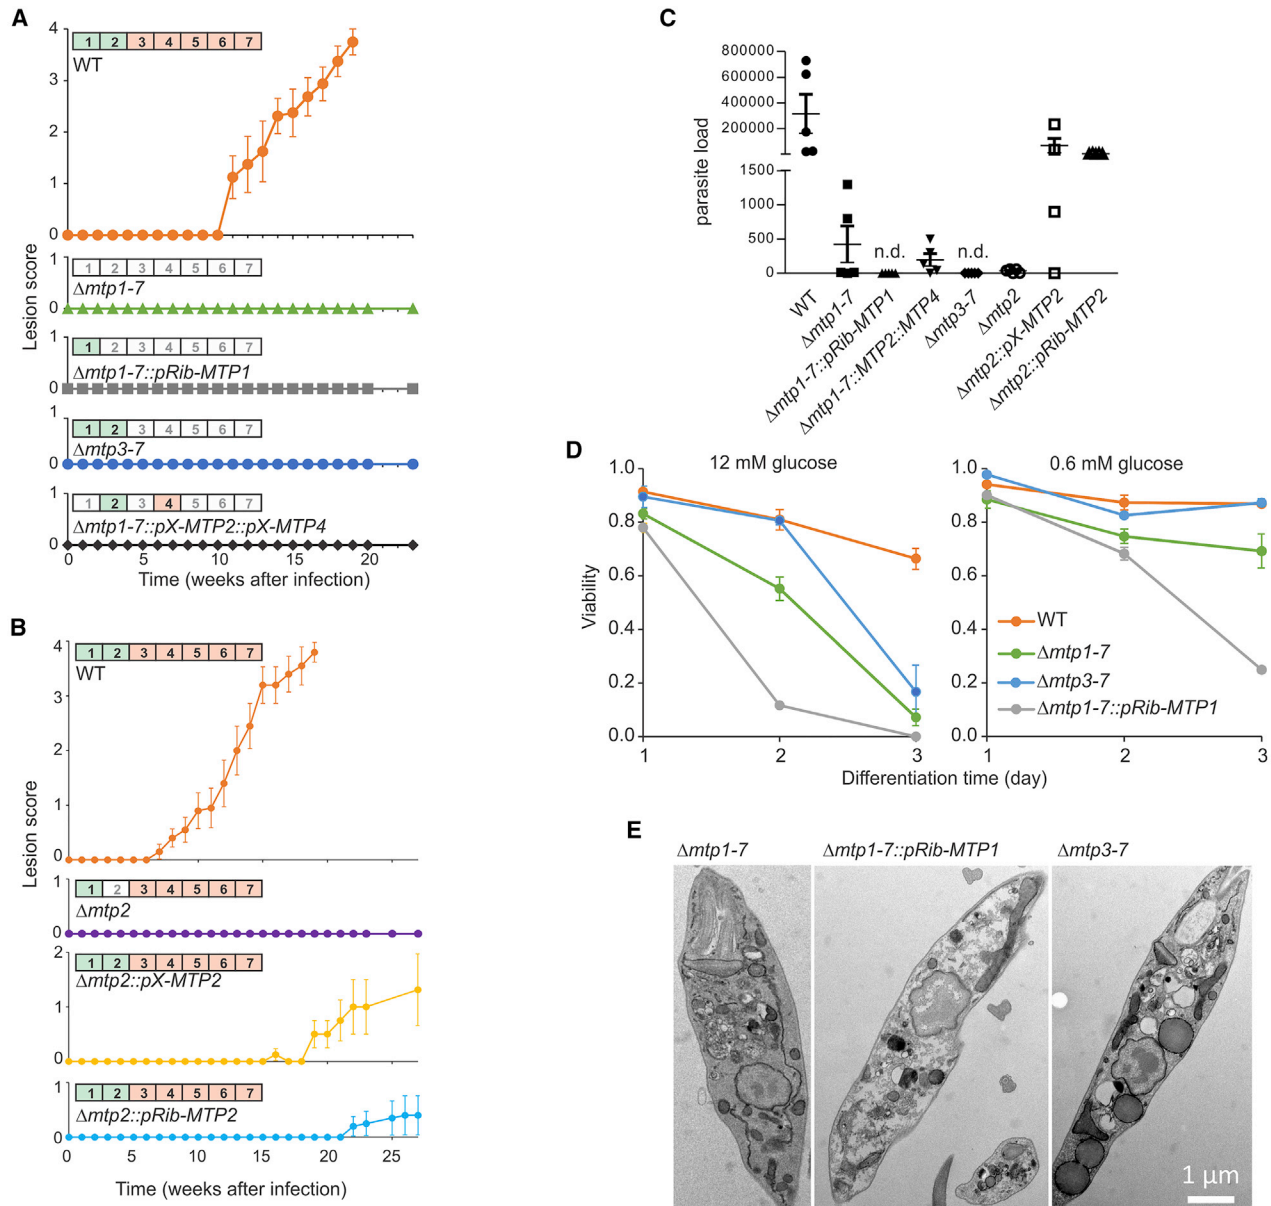 A
4
1 2 3 4 5 6 7
WT
3
2
1
0
Lesion score
1
1 2 3 4 5 6 7
Δmtp1-7
0
1
1 2 3 4 5 6 7
Δmtp1-7::pRib-MTP1
0
1
1 2 3 4 5 6 7
Δmtp3-7
0
1
1 2 3 4 5 6 7
Δmtp1-7::pX-MTP2::pX-MTP4
0
0 5 10 15 20
Time (weeks after infection)
B
4
1 2 3 4 5 6 7
WT
3
2
1
0
Lesion score
1
1 2 3 4 5 6 7
Δmtp2
0
2
1 2 3 4 5 6 7
Δmtp2::pX-MTP2
1
0
1
1 2 3 4 5 6 7
Δmtp2::pRib-MTP2
0
0 5 10 15 20 25
Time (weeks after infection)
C
parasite load
800000
600000
400000
200000
1500
1000
500
0
n.d.
n.d.
WT
Δmtp1-7
Δmtp1-7::pRib-MTP1
Δmtp1-7::MTP2::MTP4
Δmtp3-7
Δmtp2
Δmtp2::pX-MTP2
Δmtp2::pRib-MTP2
D
12 mM glucose
1.0
0.8
0.6
0.4
0.2
0.0
Viability
1 2 3
0.6 mM glucose
1.0
0.8
0.6
0.4
0.2
0.0
WT
Δmtp1-7
Δmtp3-7
Δmtp1-7::pRib-MTP1
1 2 3
Differentiation time (day)
E
Δmtp1-7
Δmtp1-7::pRib-MTP1
Δmtp3-7
1 µm